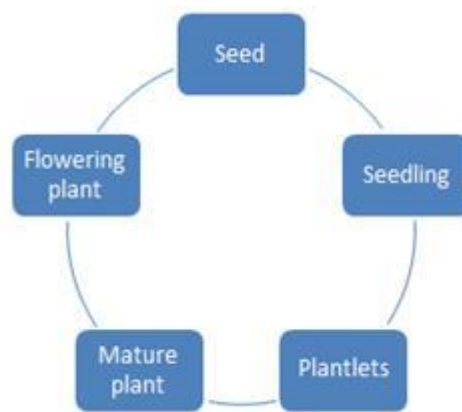 Seed
Seedling
Plantlets
Mature
plant
Flowering
plant